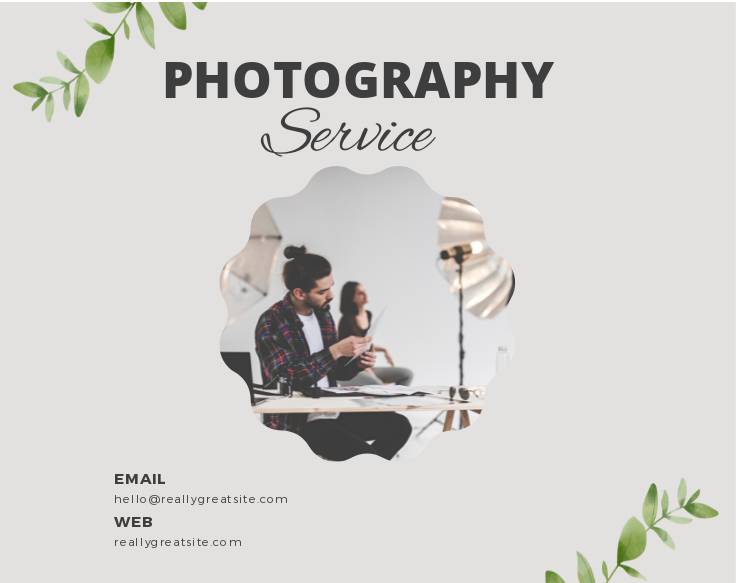 PHOTOGRAPHY
Service
EMAIL
hello@reallygreatsite.com
WEB
reallygreatsite.com